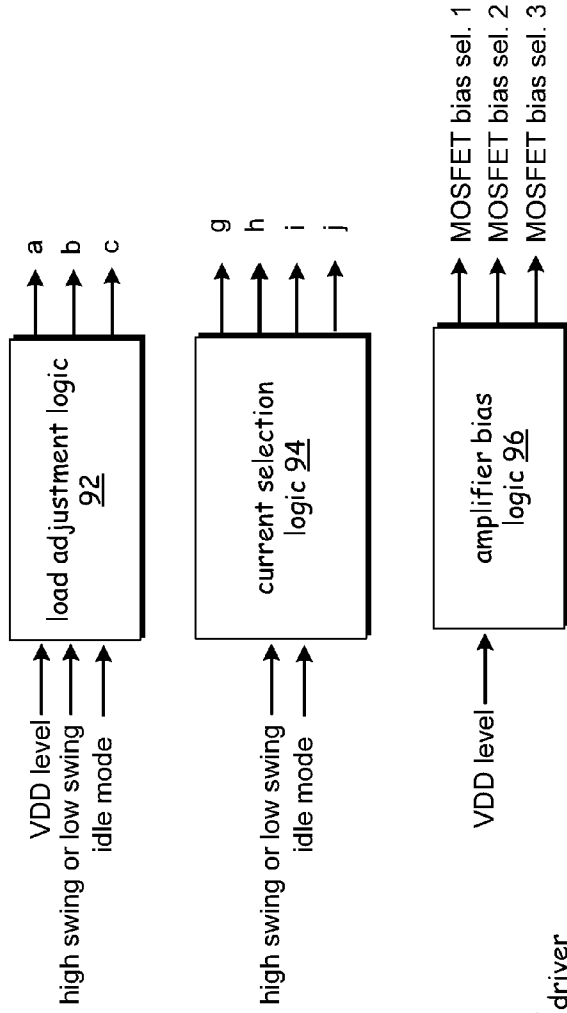 VDD level
high swing or low swing
idle mode
load adjustment logic
92
a
b
c
high swing or low swing
idle mode
current selection
logic 94
g
h
i
j
VDD level
amplifier bias
logic 96
MOSFET bias sel. 1
MOSFET bias sel. 2
MOSFET bias sel. 3
driver